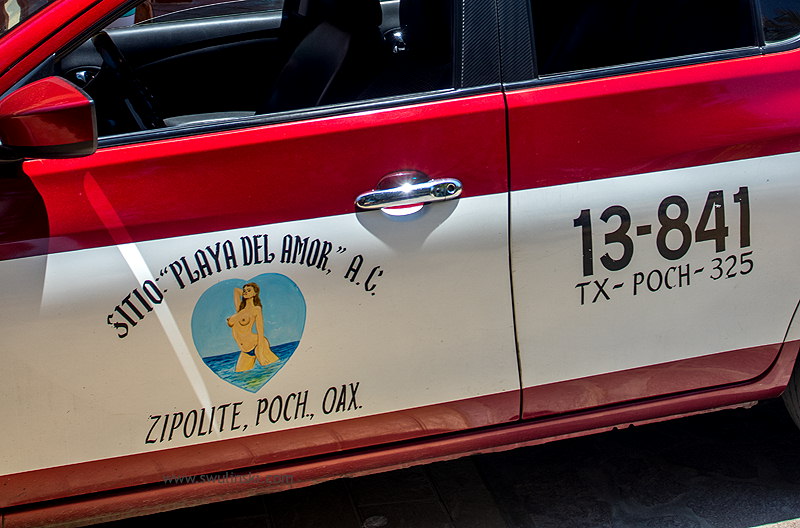 SITIO: "PLAYA DEL AMOR," A.C.
ZIPOLITE, POCH., OAX.
13-841
TX-POCH-325